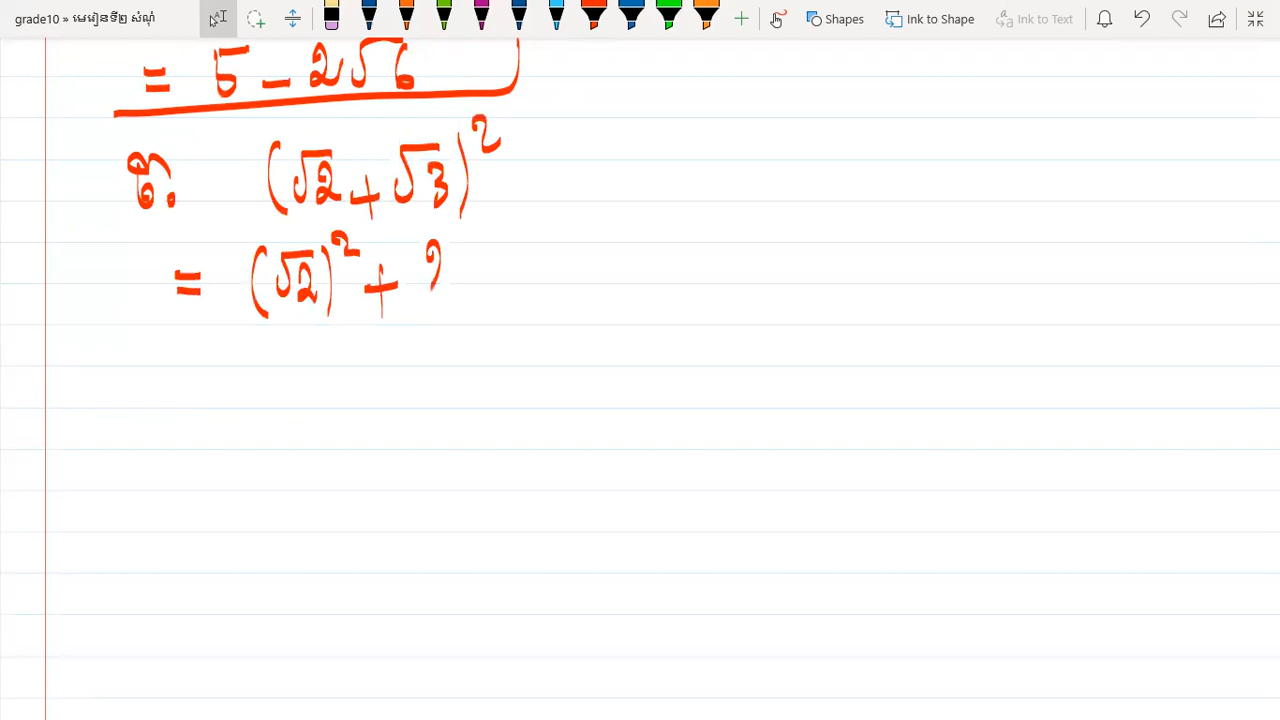 grade10 » មេរៀនទី២ សំណុំ
Shapes Ink to Shape Ink to Text
= 5 - 2√6
(√2 + √3)²
= (√2)² +